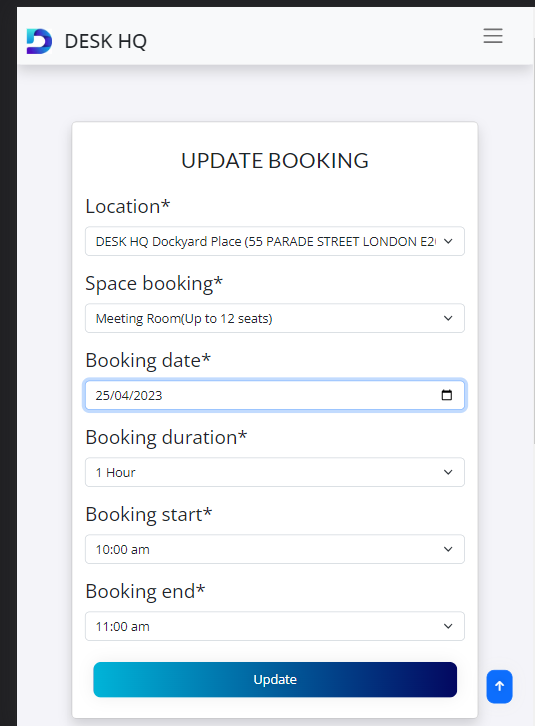 DESK HQ
UPDATE BOOKING
Location*
DESK HQ Dockyard Place (55 PARADE STREET LONDON
Space booking*
Meeting Room(Up to 12 seats)
Booking date*
25/04/2023
Booking duration*
1 Hour
Booking start*
10:00 am
Booking end*
11:00 am
Update